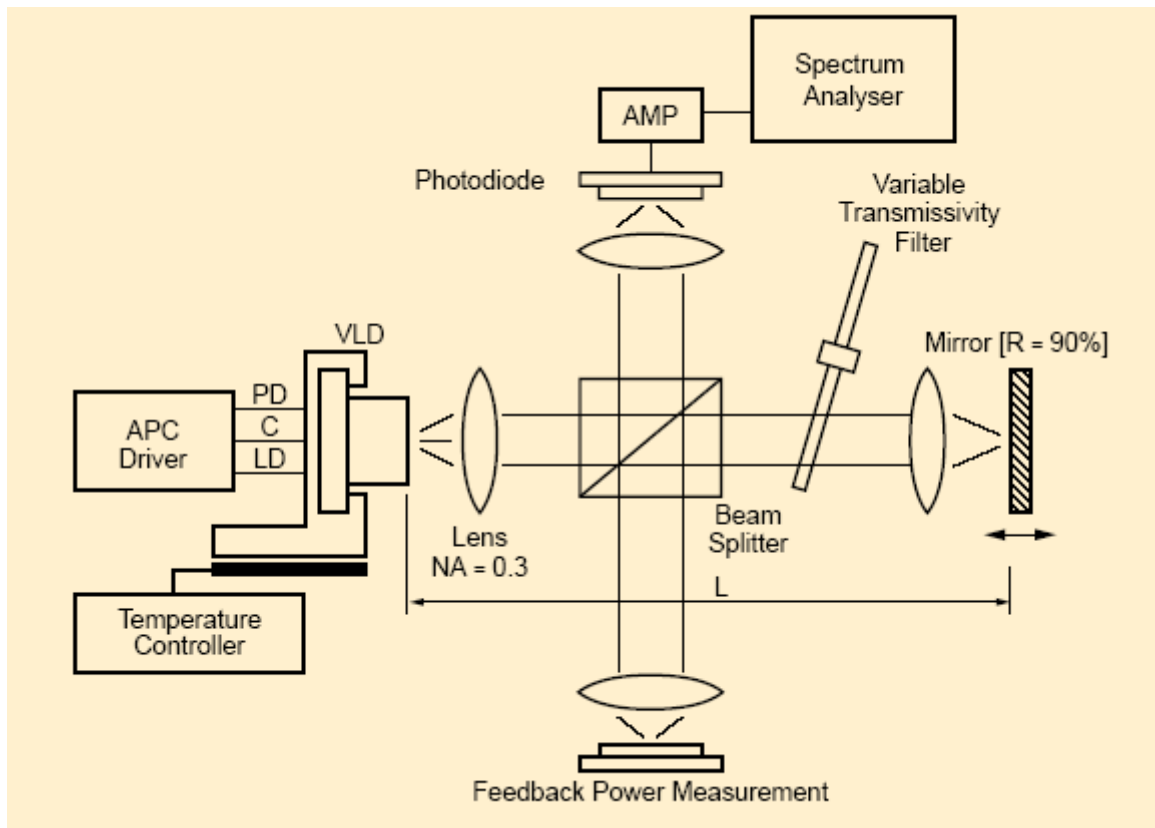 Spectrum
Analyser
AMP
Photodiode
Variable
Transmissivity
Filter
VLD
Mirror [R = 90%]
APC
Driver
PD
C
LD
Lens
NA = 0.3
Beam
Splitter
L
Temperature
Controller
Feedback Power Measurement